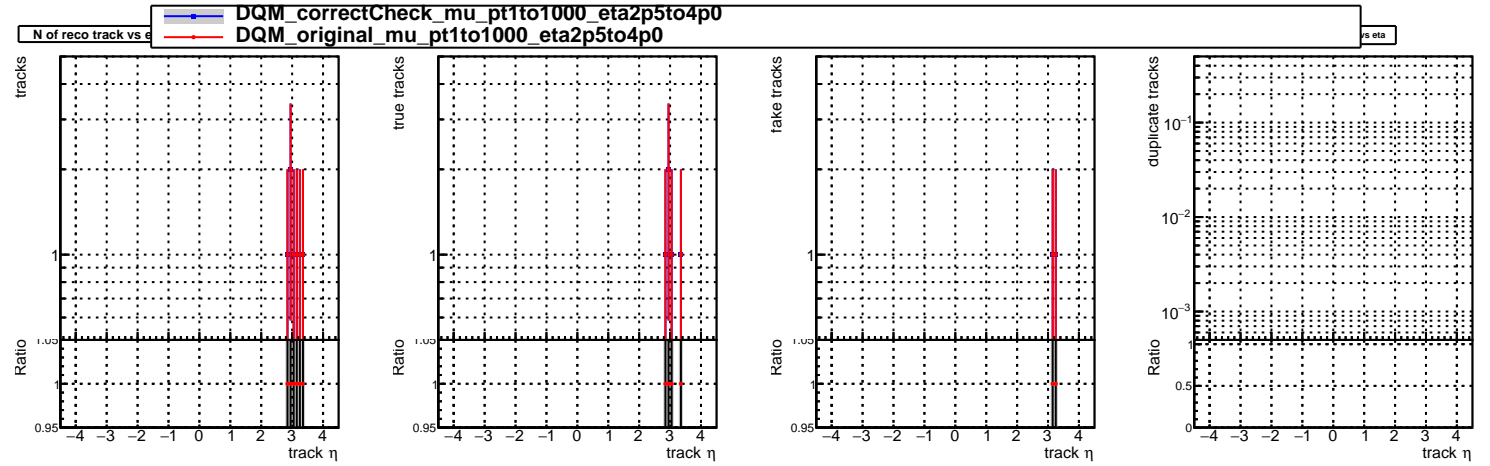 DQM_correctCheck_mu_pt1to1000_eta2p5to4p0
DQM_original_mu_pt1to1000_eta2p5to4p0
N of reco track vs e
vs eta
tracks
1
Ratio
1.05
1
0.95
−4 −3 −2 −1 0 1 2 3 4
track η
true tracks
1
Ratio
1.05
1
0.95
−4 −3 −2 −1 0 1 2 3 4
track η
fake tracks
1
Ratio
1.05
1
0.95
−4 −3 −2 −1 0 1 2 3 4
track η
duplicate tracks
10−1
10−2
10−3
Ratio
1
0.5
0
−4 −3 −2 −1 0 1 2 3 4
track η